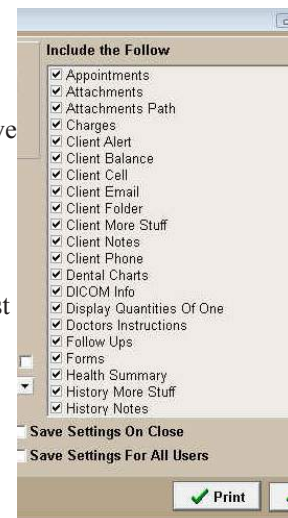 Include the Follow
Appointments
Attachments
Attachments Path
Charges
Client Alert
Client Balance
Client Cell
Client Email
Client Folder
Client More Stuff
Client Notes
Client Phone
Dental Charts
DICOM Info
Display Quantities Of One
Doctors Instructions
Follow Ups
Forms
Health Summary
History More Stuff
History Notes
Save Settings On Close
Save Settings For All Users
Print